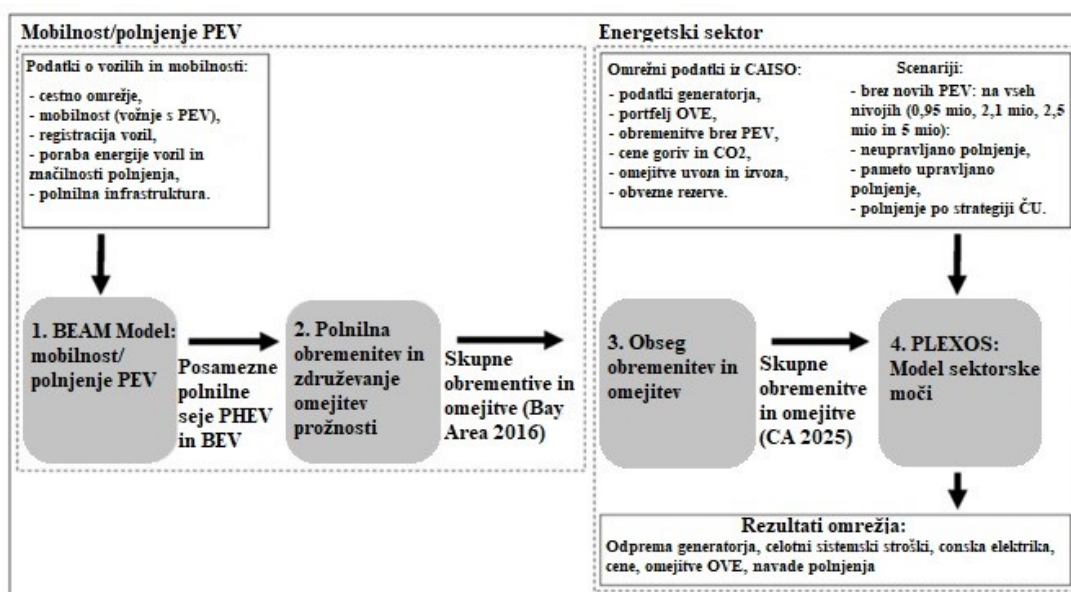 Mobilnost/polnjenje PEV
Podatki o vozilih in mobilnosti:
- cestno omrežje,
- mobilnost (vožnje s PEV),
- registracija vozil,
- poraba energije vozil in
značilnosti polnjenja,
- polnilna infrastruktura.
1. BEAM Model:
mobilnost/
polnjenje PEV
Posamezne
polnilne
seje PHEV
in BEV
2. Polnilna
obremenitev in
združevanje
omejitev
prožnosti
Skupne
obrementive in
omejitve (Bay
Area 2016)
Energetski sektor
Omrežni podatki iz CAISO:
- podatki generatorja,
- portfelj OVE,
- obremenitve brez PEV,
- cene goriv in CO2,
- omejitve uvoza in izvoza,
- obvezne rezerve.
Scenariji:
- brez novih PEV: na vseh
nivojih (0,95 mio, 2,1 mio, 2,5
mio in 5 mio):
- neupravljano polnjenje,
- pameto upravljano
polnjenje,
- polnjenje po strategiji ČU.
3. Obseg
obremenitev in
omejitev
Skupne
obremenitve
in omejitve
(CA 2025)
4. PLEXOS:
Model sektorske
moči
Rezultati omrežja:
Odprema generatorja, celotni sistemski stroški, conska elektrika,
cene, omejitve OVE, navade polnjenja